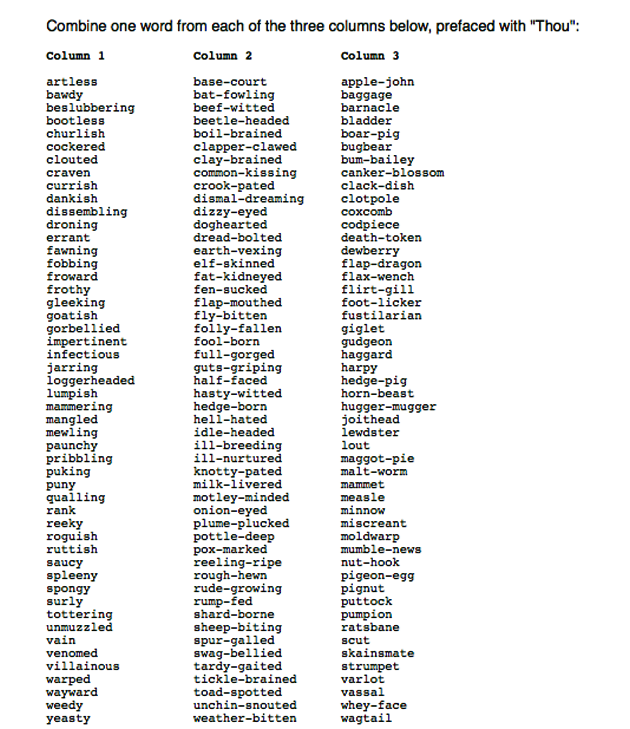 Combine one word from each of the three columns below, prefaced with "Thou":
Column 1 Column 2 Column 3
artless base-court apple-john
bawdy bat-fowling baggage
beslubbering beef-witted barnacle
bootless beetle-headed bladder
churlish boil-brained boar-pig
cockered clapper-clawed bugbear
clouted clay-brained bum-bailey
craven common-kissing canker-blossom
currish crook-pated clack-dish
dankish dismal-dreaming clotpole
dissembling dizzy-eyed coxcomb
droning doghearted codpiece
errant dread-bolted death-token
fawning earth-vexing dewberry
fobbing elf-skinned flap-dragon
froward fat-kidneyed flax-wench
frothy fen-sucked flirt-gill
gleeking flap-mouthed foot-licker
goatish fly-bitten fustilarian
gorbellied folly-fallen giglet
impertinent fool-born gudgeon
infectious full-gorged haggard
jarring guts-griping harpy
loggerheaded half-faced hedge-pig
lumpish hasty-witted horn-beast
mammering hedge-born hugger-mugger
mangled hell-hated joithead
mewling idle-headed lewdster
paunchy ill-breeding lout
pribbling ill-nurtured maggot-pie
puking knotty-pated malt-worm
puny milk-livered mammet
qualling motley-minded measle
rank onion-eyed minnow
reeky plume-plucked miscreant
roguish pottle-deep moldwarp
ruttish pox-marked mumble-news
saucy reeling-ripe nut-hook
spleeny rough-hewn pigeon-egg
spongy rude-growing pignut
surly rump-fed puttock
tottering shard-borne pumpion
unmuzzled sheep-biting ratsbane
vain spur-galled scut
venomed swag-bellied skainsmate
villainous tardy-gaited strumpet
warped tickle-brained varlot
wayward toad-spotted vassal
weedy unchin-snouted whey-face
yeasty weather-bitten wagtail